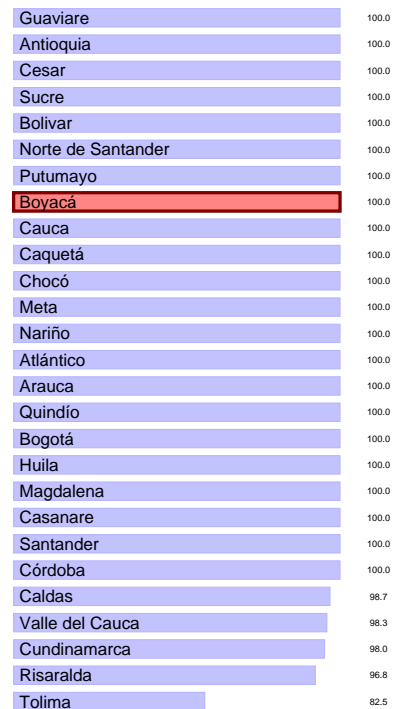 Guaviare 100.0
Antioquia 100.0
Cesar 100.0
Sucre 100.0
Bolivar 100.0
Norte de Santander 100.0
Putumayo 100.0
Boyacá 100.0
Cauca 100.0
Caquetá 100.0
Chocó 100.0
Meta 100.0
Nariño 100.0
Atlántico 100.0
Arauca 100.0
Quindío 100.0
Bogotá 100.0
Huila 100.0
Magdalena 100.0
Casanare 100.0
Santander 100.0
Córdoba 100.0
Caldas 98.7
Valle del Cauca 98.3
Cundinamarca 98.0
Risaralda 96.8
Tolima 82.5